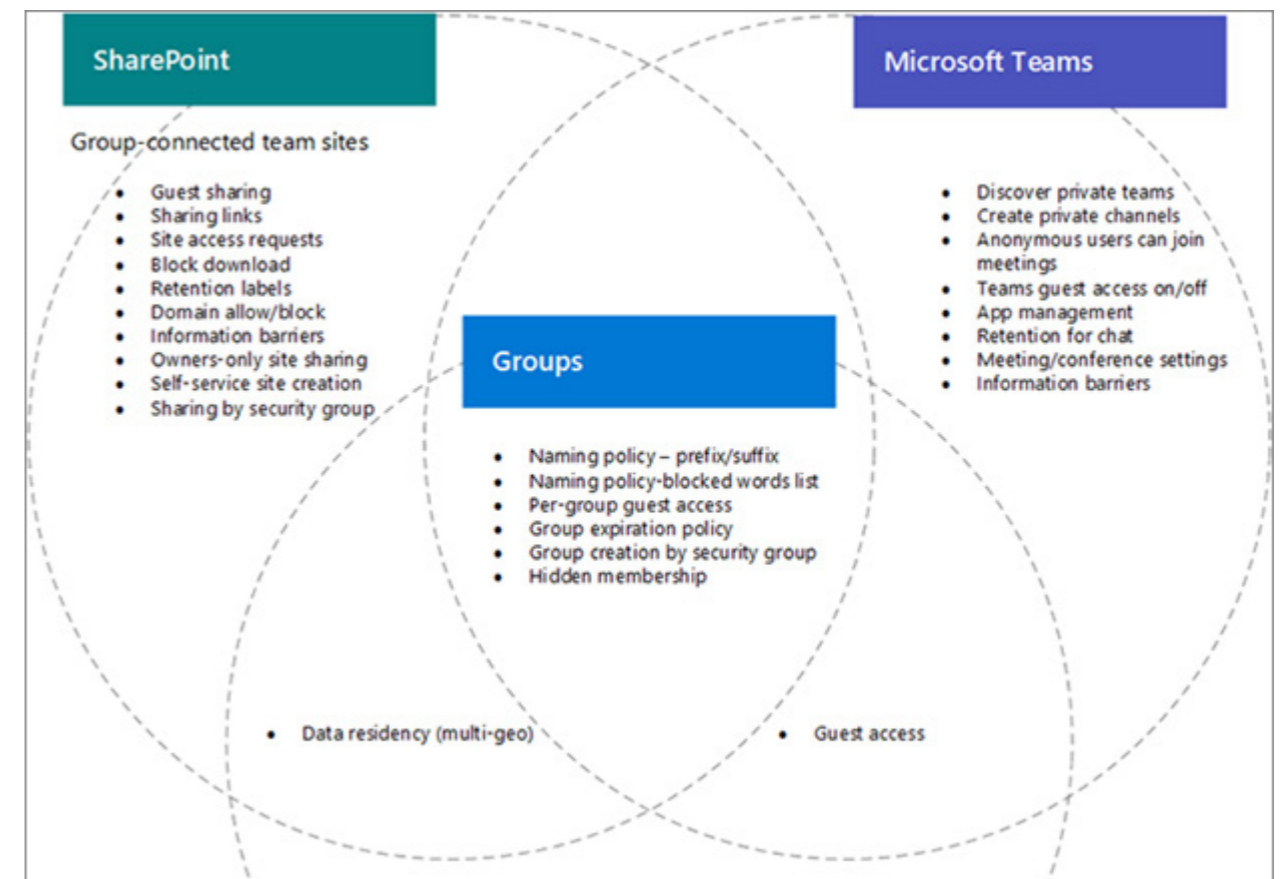 SharePoint
Group-connected team sites
• Guest sharing
• Sharing links
• Site access requests
• Block download
• Retention labels
• Domain allow/block
• Information barriers
• Owners-only site sharing
• Self-service site creation
• Sharing by security group
Microsoft Teams
• Discover private teams
• Create private channels
• Anonymous users can join
meetings
• Teams guest access on/off
• App management
• Retention for chat
• Meeting/conference settings
• Information barriers
Groups
• Naming policy – prefix/suffix
• Naming policy-blocked words list
• Per-group guest access
• Group expiration policy
• Group creation by security group
• Hidden membership
• Data residency (multi-geo)
• Guest access